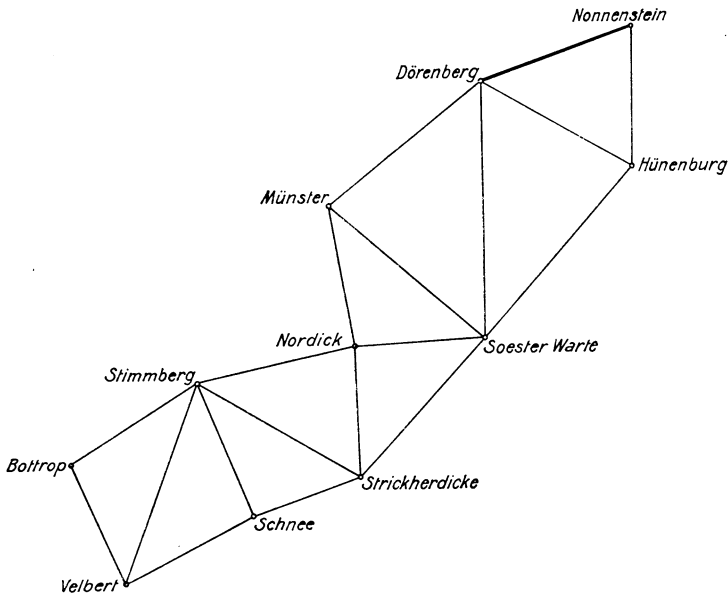 Nonnenstein
Dörenberg
Hünenburg
Münster
Nordick
Soester Warte
Stimmberg
Bottrop
Strickherdicke
Schnee
Velbert